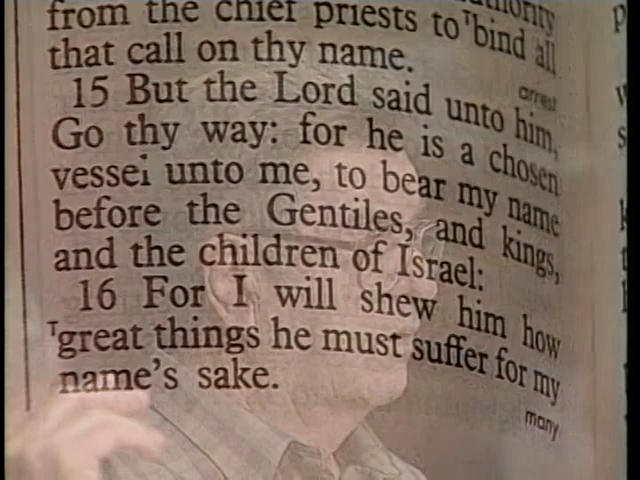 from the chief priests to ᵀbind all
that call on thy name.
arrest
15 But the Lord said unto him,
Go thy way: for he is a chosen
vessel unto me, to bear my name
before the Gentiles, and kings,
and the children of Israel:
16 For I will shew him how
ᵀgreat things he must suffer for my
name's sake.
many